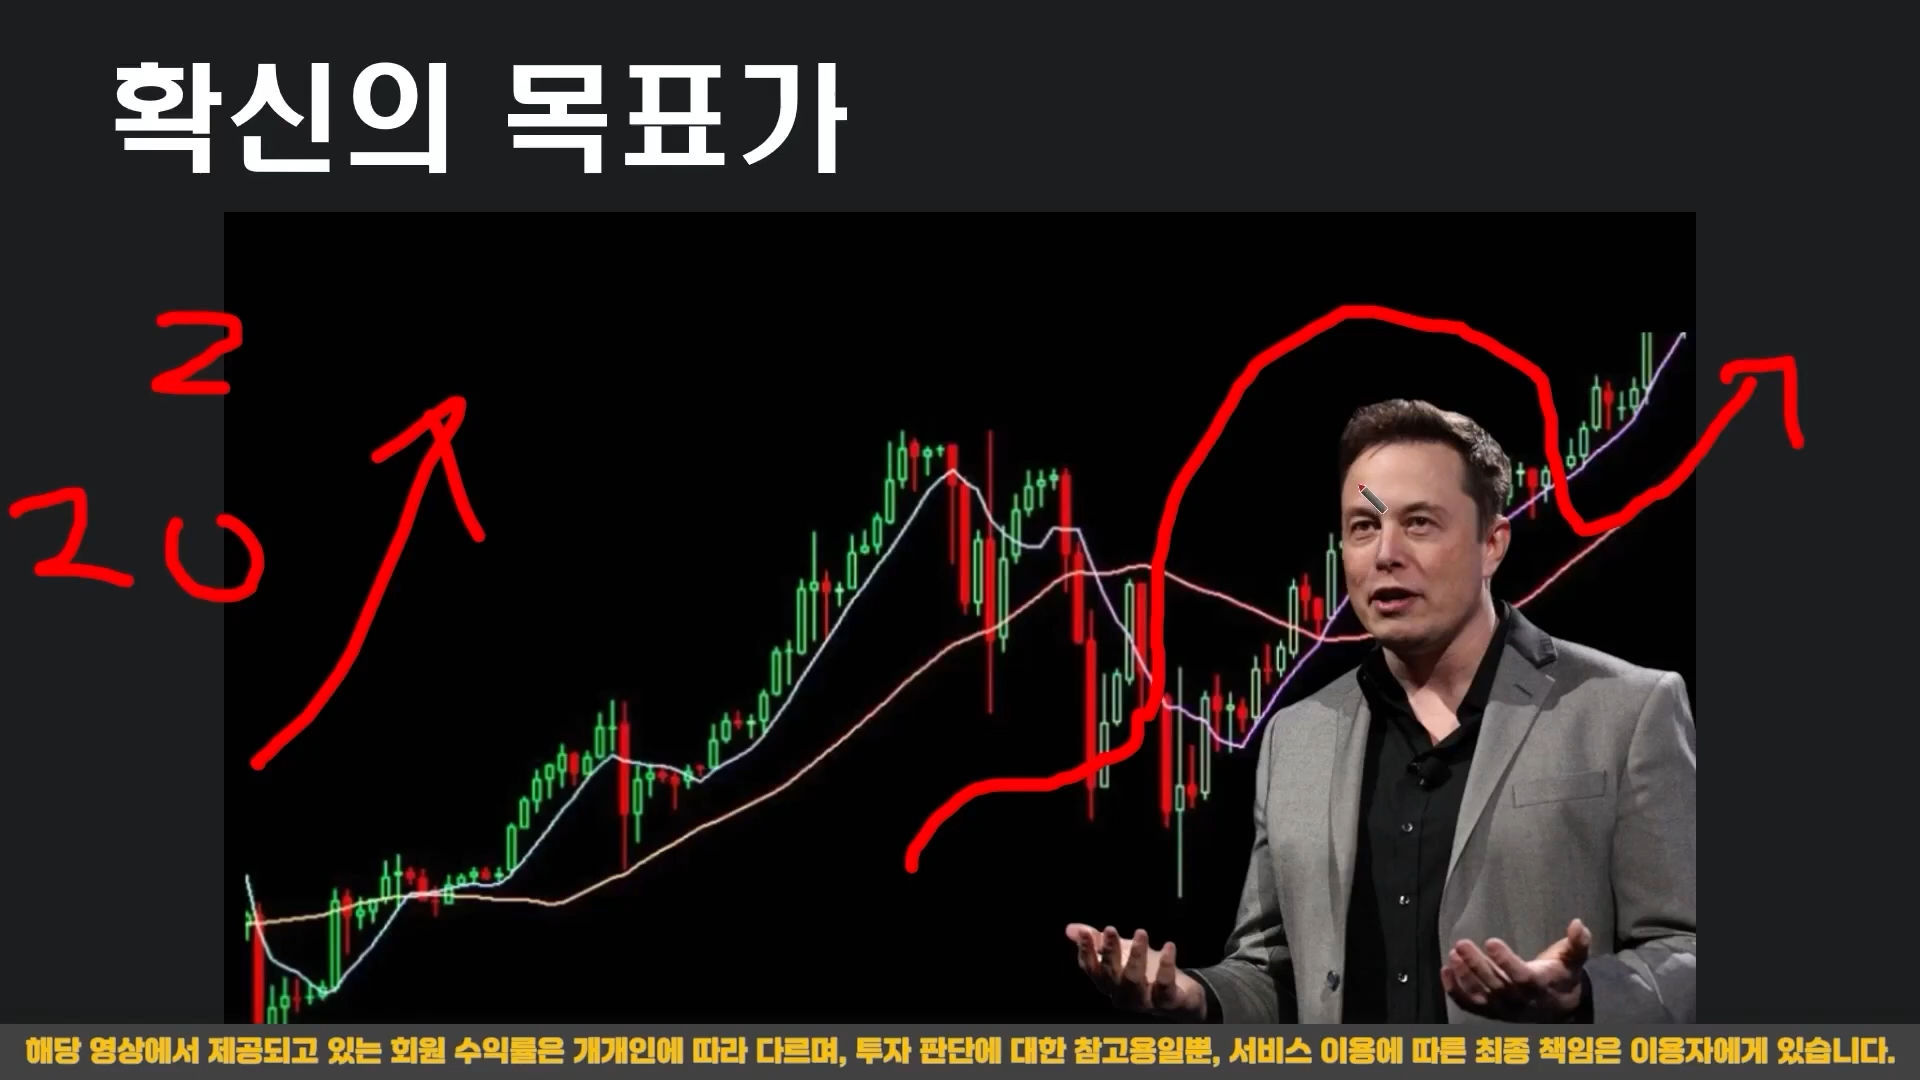 확신의 목표가
2
20
해당 영상에서 제공되고 있는 회원 수익률은 개개인에 따라 다르며, 투자 판단에 대한 참고용일뿐, 서비스 이용에 따른 최종 책임은 이용자에게 있습니다.